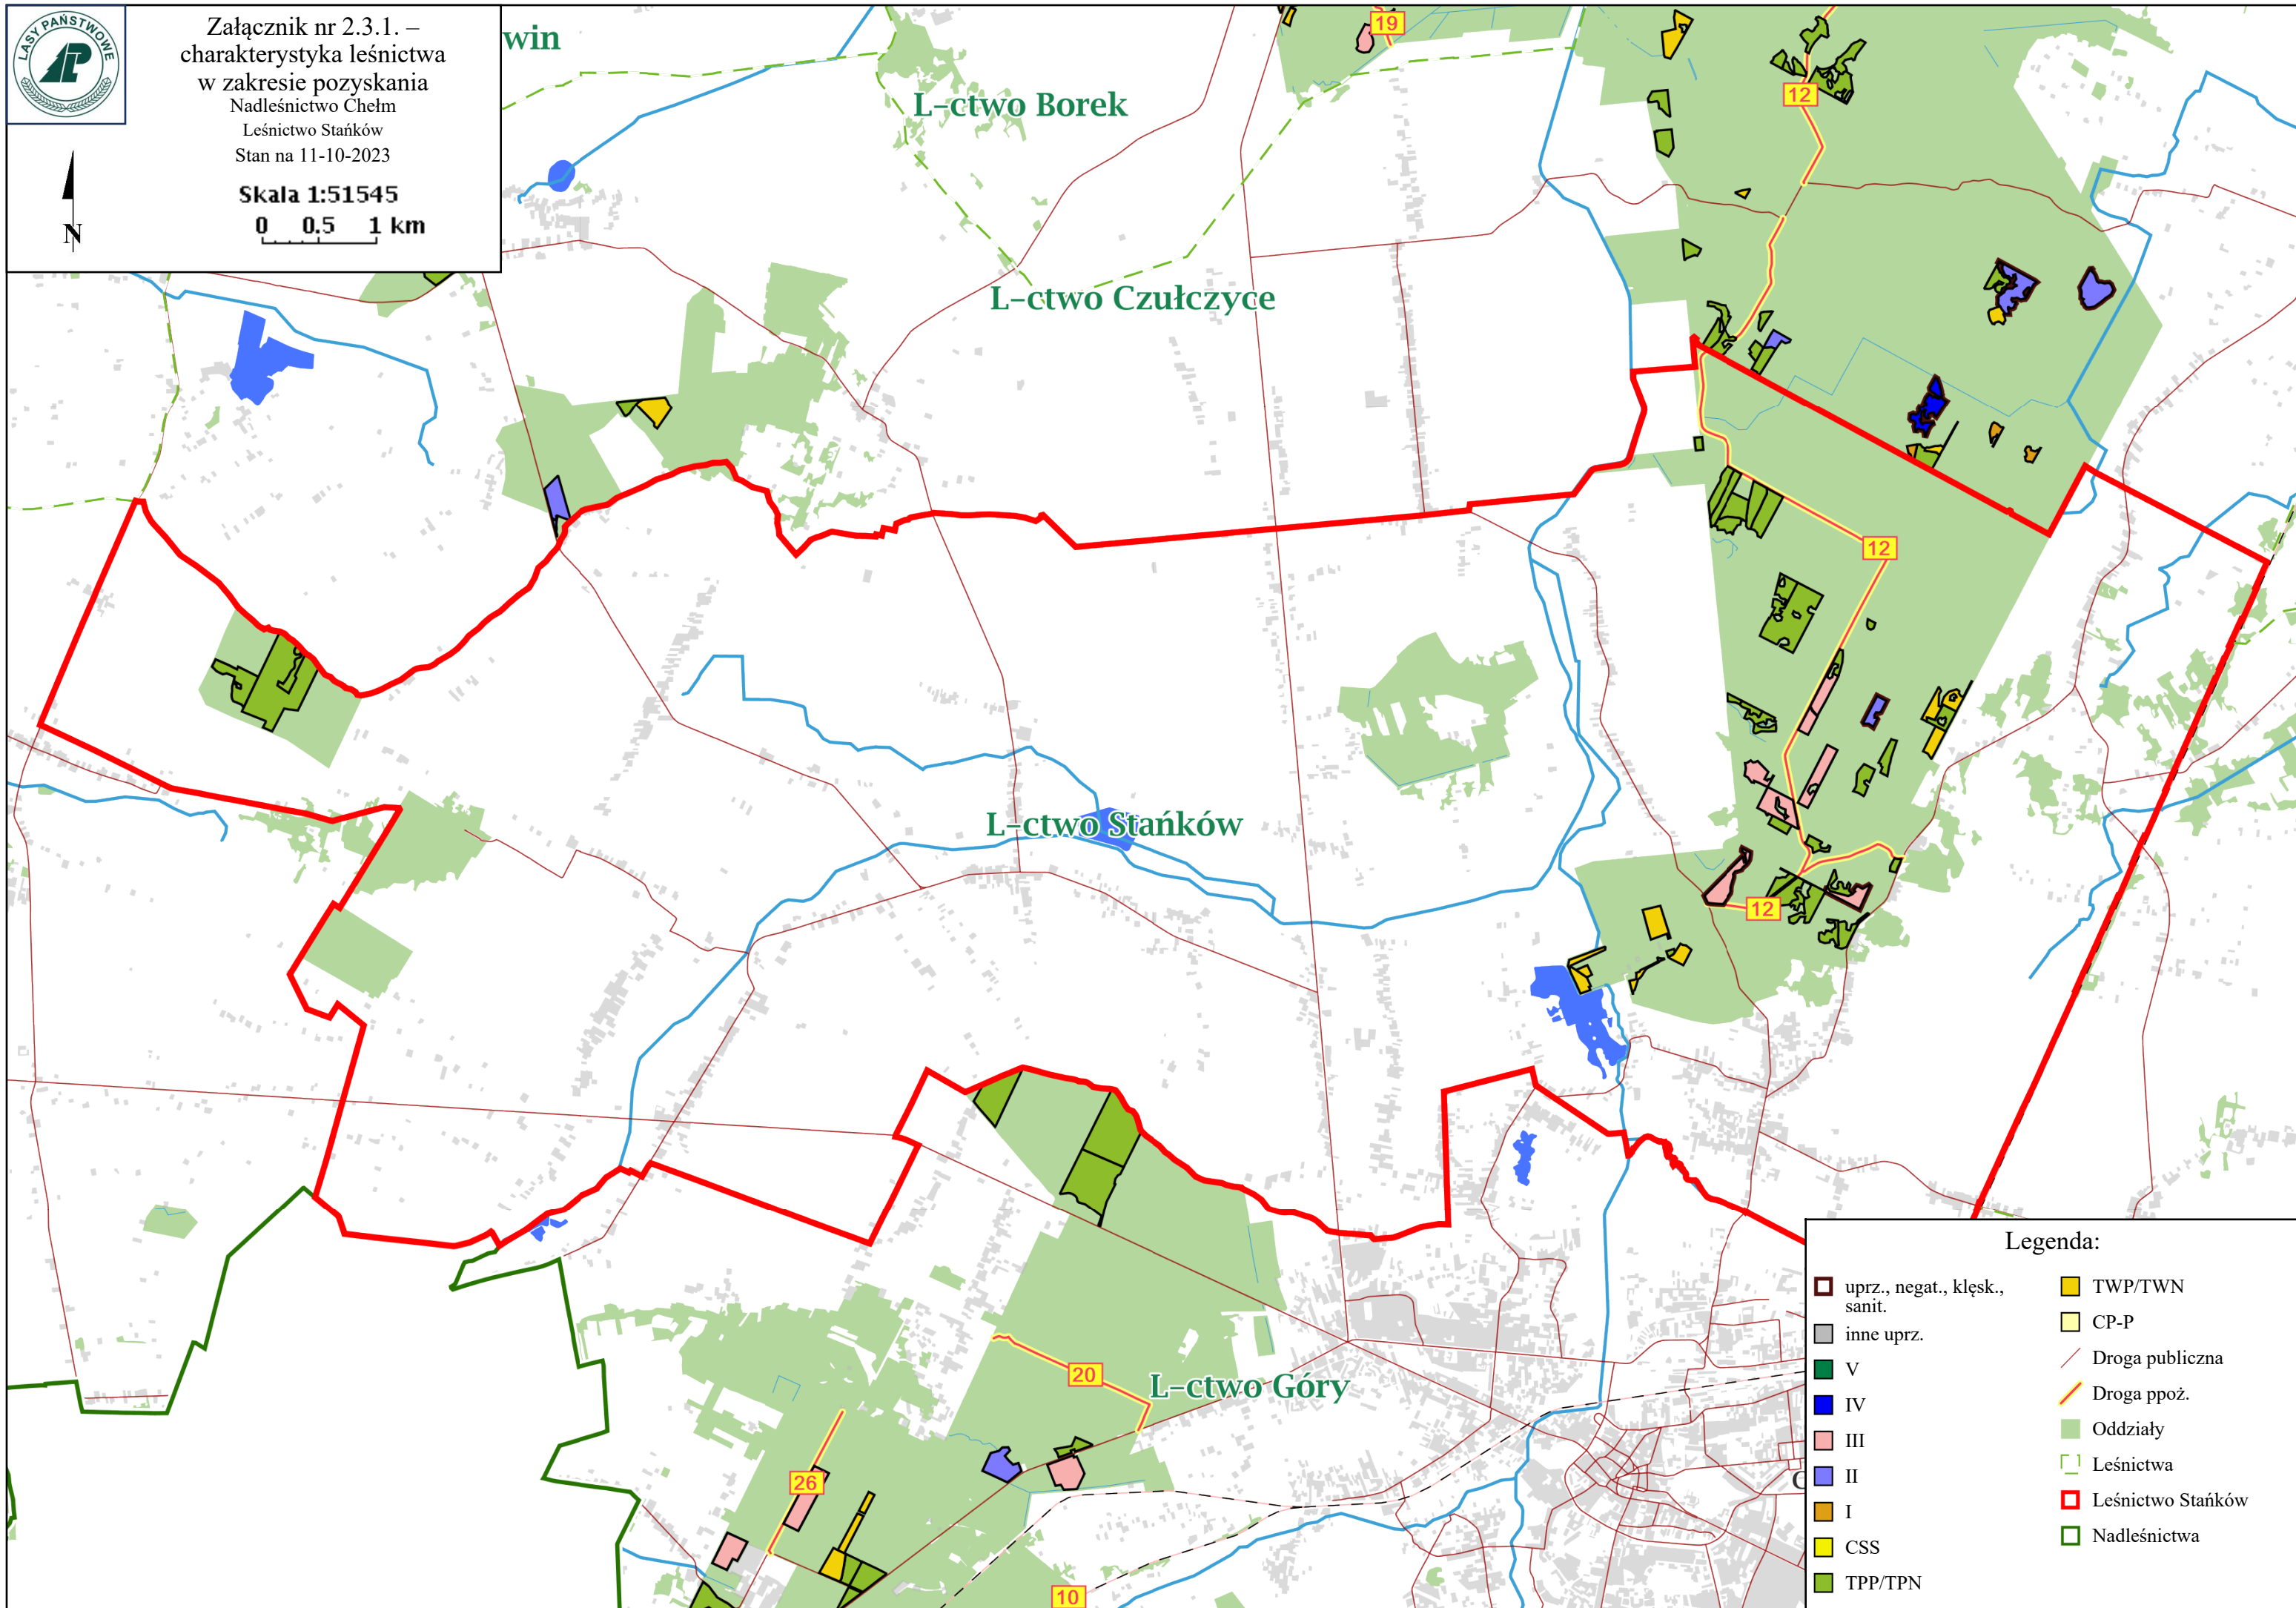 LASY PAŃSTWOWE
Załącznik nr 2.3.1. –
charakterystyka leśnictwa
w zakresie pozyskania
Nadleśnictwo Chełm
Leśnictwo Stańków
Stan na 11-10-2023
Skala 1:51545
0 0.5 1 km
N
win
L-ctwo Borek
19
12
L-ctwo Czułczyce
12
L-ctwo Stańków
12
20
L-ctwo Góry
26
10
C
Legenda:
uprz., negat., klęsk.,
sanit.
inne uprz.
V
IV
III
II
I
CSS
TPP/TPN
TWP/TWN
CP-P
Droga publiczna
Droga ppoż.
Oddziały
Leśnictwa
Leśnictwo Stańków
Nadleśnictwa